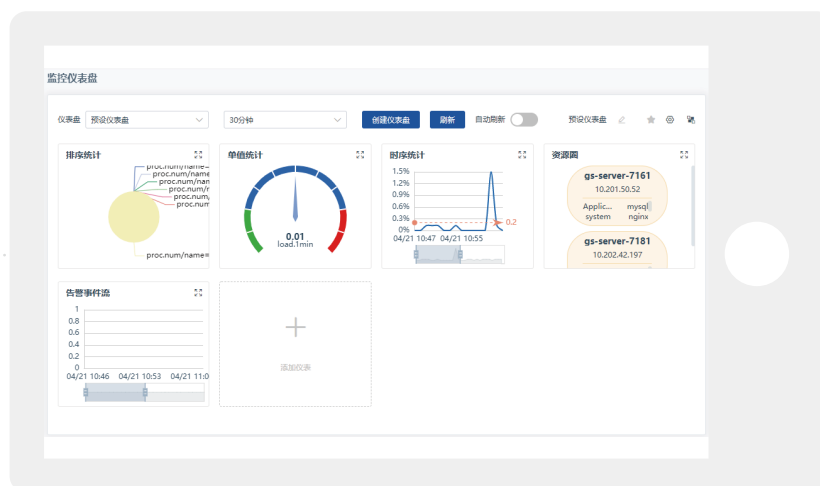 监控仪表盘
仪表盘 预设仪表盘 30分钟 创建仪表盘 刷新 自动刷新 预设仪表盘
排序统计
proc.num/name=
proc.num/name
proc.num/nan
proc.num/r
proc.num,
proc.num
proc.num/name=
单值统计
0.01
load.1min
时序统计
1.5%
1.2%
0.9%
0.6%
0.3%
0%
0.2
04/21 10:47 04/21 10:55
资源圈
gs-server-7161
10.201.50.52
Applic... mysql
system nginx
gs-server-7181
10.202.42.197
告警事件流
1
0.8
0.6
0.4
0.2
0
04/21 10:46 04/21 10:53 04/21 11:0
添加仪表